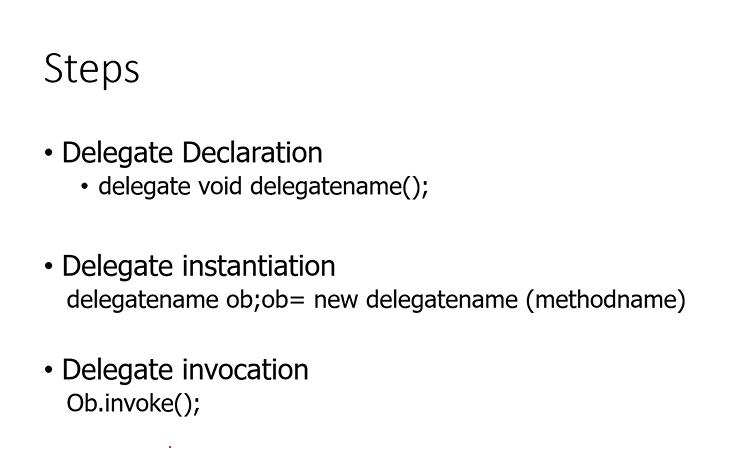 Steps
• Delegate Declaration
• delegate void delegatename();
• Delegate instantiation
delegatename ob;ob= new delegatename (methodname)
• Delegate invocation
Ob.invoke();